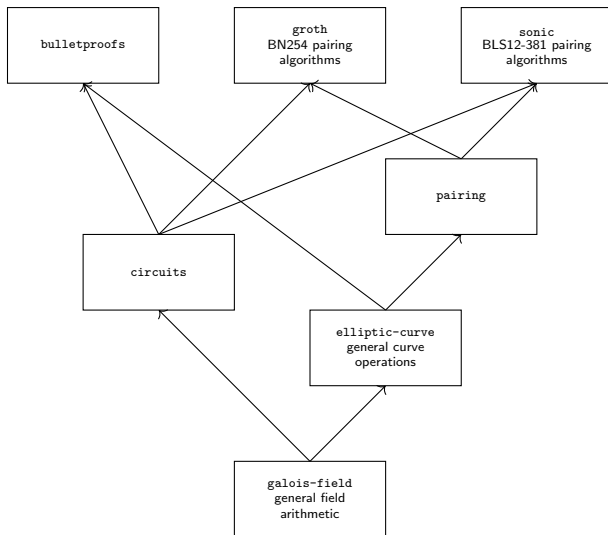 bulletproofs
groth
BN254 pairing
algorithms
sonic
BLS12-381 pairing
algorithms
pairing
circuits
elliptic-curve
general curve
operations
galois-field
general field
arithmetic